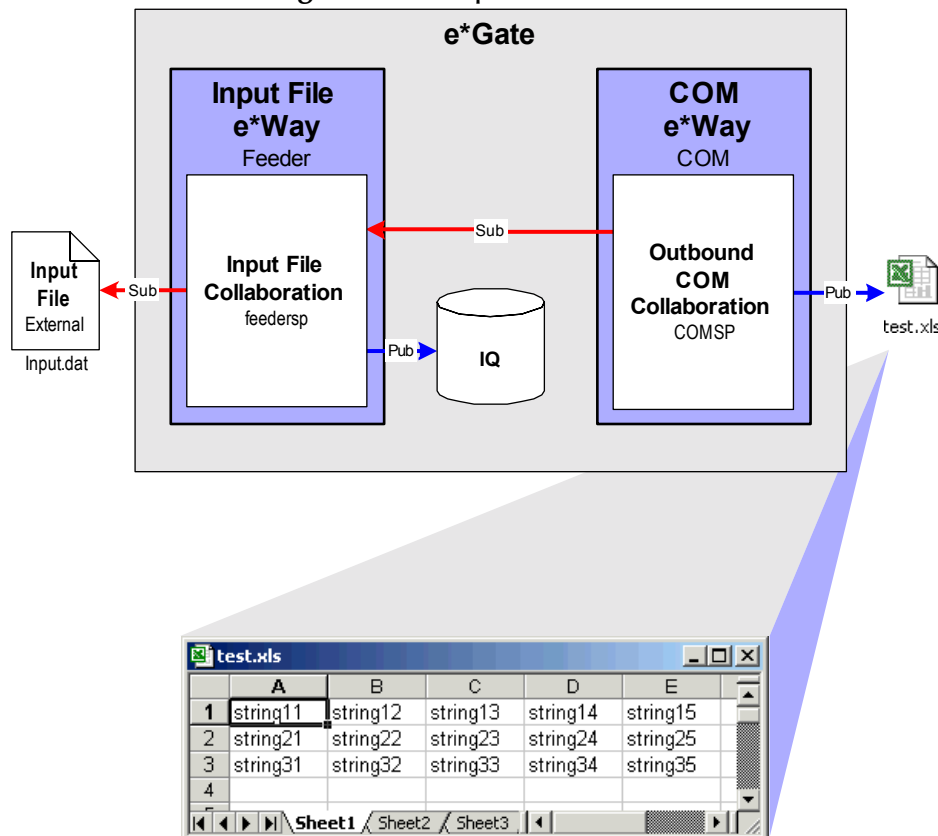 e*Gate
Input File
e*Way
Feeder
COM
e*Way
COM
Input
File
External
Input.dat
Sub
Input File
Collaboration
feedersp
Sub
Pub
IQ
Outbound
COM
Collaboration
COMSP
Pub
test.xls
test.xls
A B C D E
1 string11 string12 string13 string14 string15
2 string21 string22 string23 string24 string25
3 string31 string32 string33 string34 string35
4
Sheet1 Sheet2 Sheet3